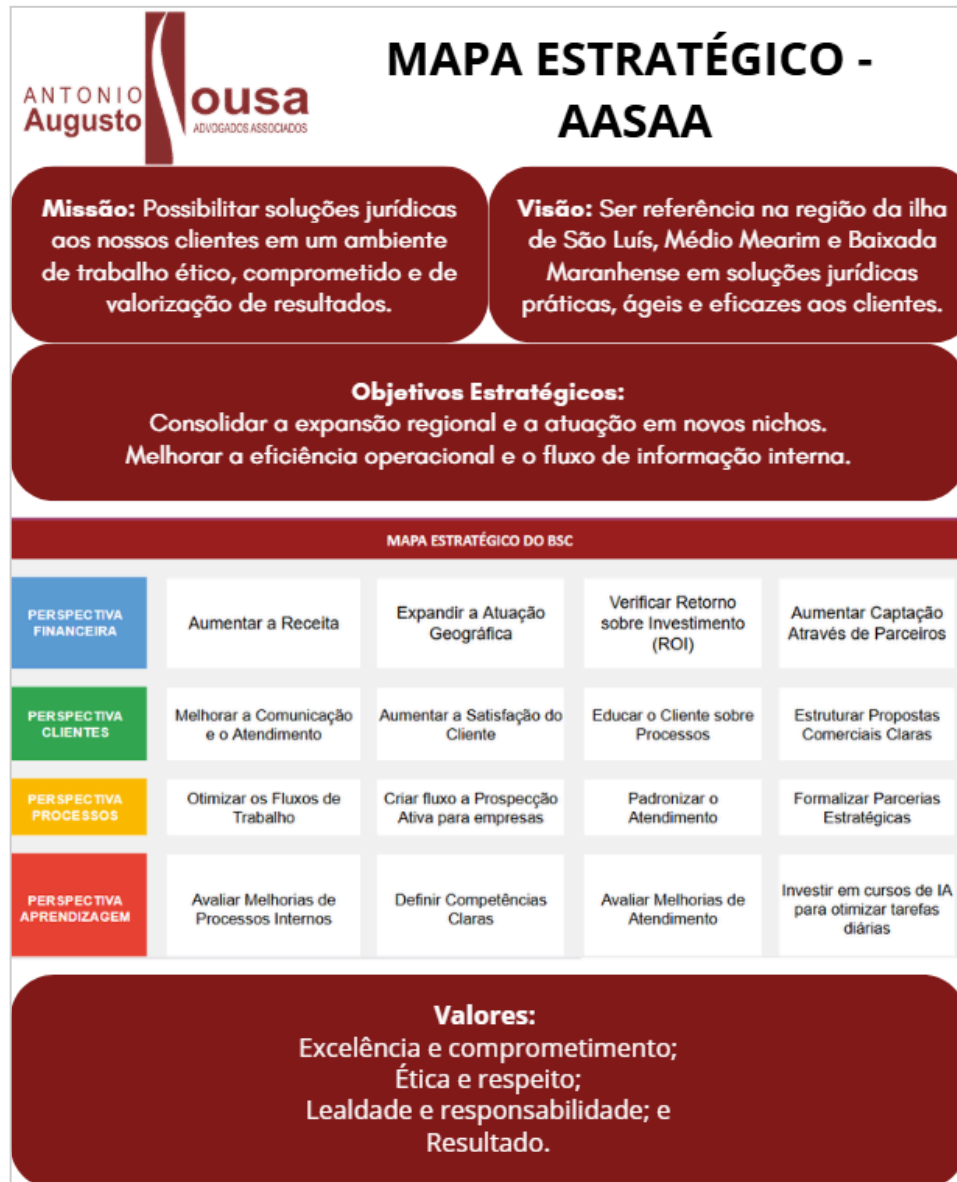 ANTONIO
Augusto
Sousa
ADVOGADOS ASSOCIADOS
MAPA ESTRATÉGICO -
AASAA
Missão: Possibilitar soluções jurídicas
aos nossos clientes em um ambiente
de trabalho ético, comprometido e de
valorização de resultados.
Visão: Ser referência na região da ilha
de São Luís, Médio Mearim e Baixada
Maranhense em soluções jurídicas
práticas, ágeis e eficazes aos clientes.
Objetivos Estratégicos:
Consolidar a expansão regional e a atuação em novos nichos.
Melhorar a eficiência operacional e o fluxo de informação interna.
MAPA ESTRATÉGICO DO BSC
PERSPECTIVA
FINANCEIRA
Aumentar a Receita
Expandir a Atuação
Geográfica
Verificar Retorno
sobre Investimento
(ROI)
Aumentar Captação
Através de Parceiros
PERSPECTIVA
CLIENTES
Melhorar a Comunicação
e o Atendimento
Aumentar a Satisfação do
Cliente
Educar o Cliente sobre
Processos
Estruturar Propostas
Comerciais Claras
PERSPECTIVA
PROCESSOS
Otimizar os Fluxos de
Trabalho
Criar fluxo a Prospecção
Ativa para empresas
Padronizar o
Atendimento
Formalizar Parcerias
Estratégicas
PERSPECTIVA
APRENDIZAGEM
Avaliar Melhorias de
Processos Internos
Definir Competências
Claras
Avaliar Melhorias de
Atendimento
Investir em cursos de IA
para otimizar tarefas
diárias
Valores:
Excelência e comprometimento;
Ética e respeito;
Lealdade e responsabilidade; e
Resultado.